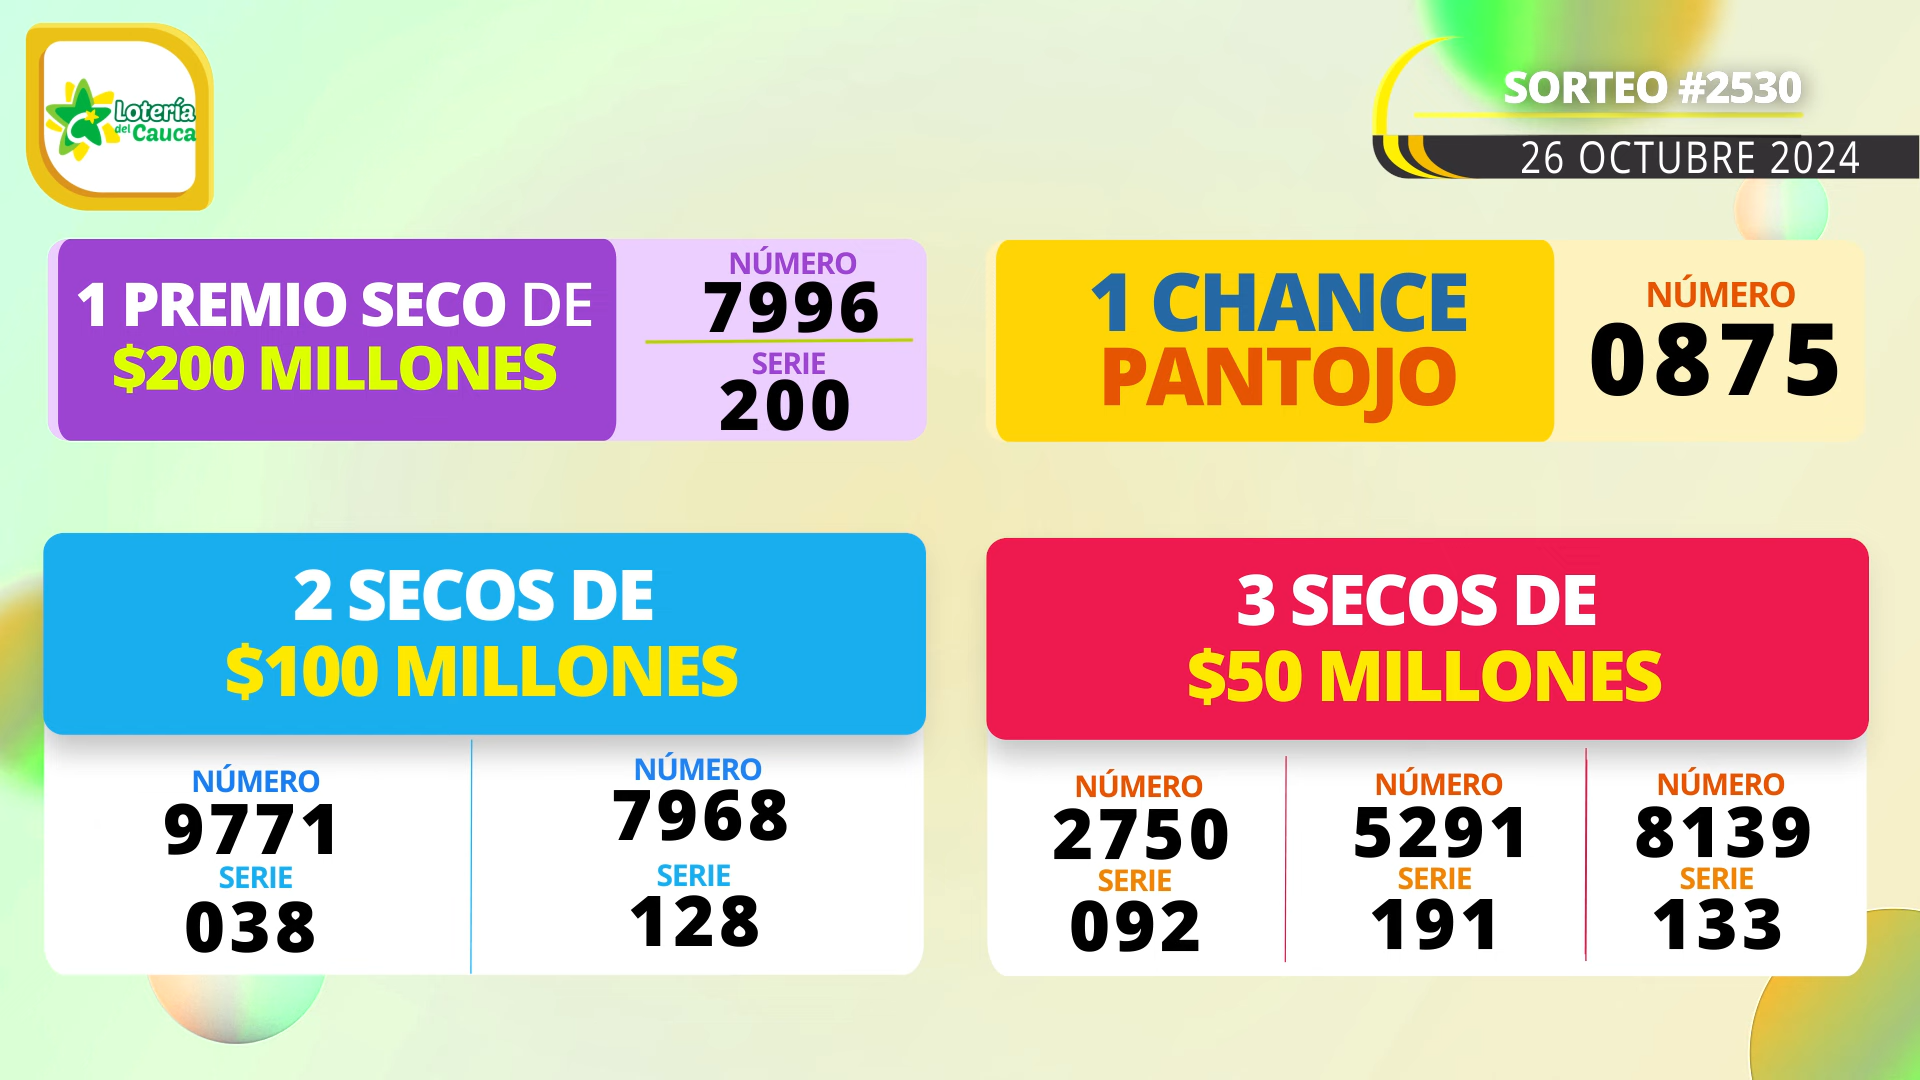 Lotería
del Cauca
SORTEO #2530
26 OCTUBRE 2024
1 PREMIO SECO DE
$200 MILLONES
NÚMERO
7996
SERIE
200
1 CHANCE
PANTOJO
NÚMERO
0875
2 SECOS DE
$100 MILLONES
NÚMERO
9771
SERIE
038
NÚMERO
7968
SERIE
128
3 SECOS DE
$50 MILLONES
NÚMERO
2750
SERIE
092
NÚMERO
5291
SERIE
191
NÚMERO
8139
SERIE
133